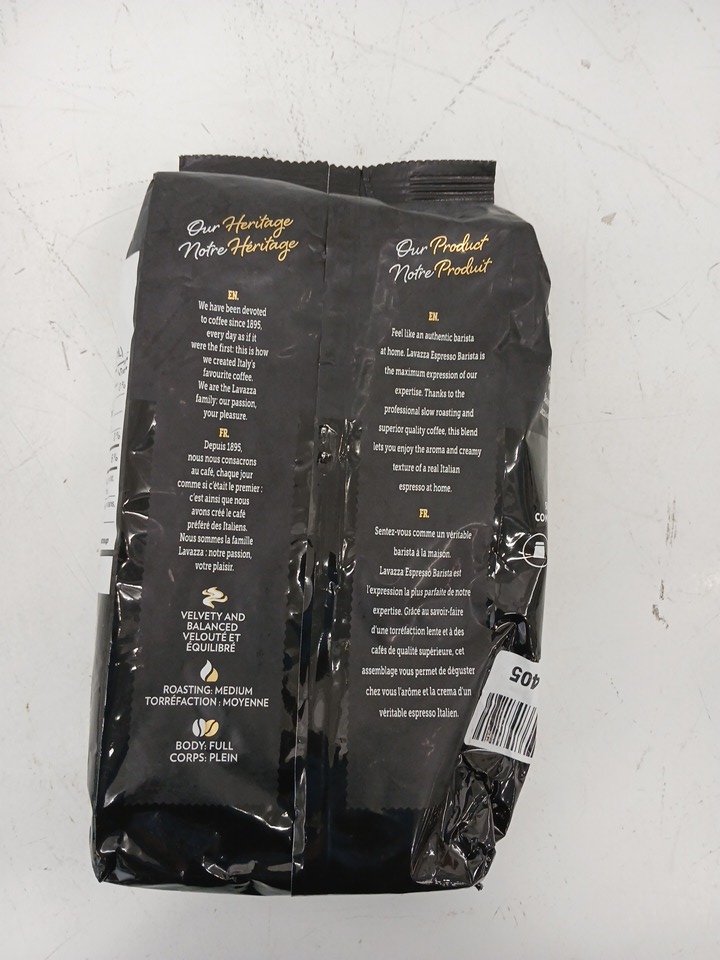 Our Heritage
Notre Héritage
EN.
We have been devoted
to coffee since 1895,
every day as if it
were the first: this is how
we created Italy's
favourite coffee.
We are the Lavazza
family: our passion,
your pleasure.
FR.
Depuis 1895,
nous nous consacrons
au café, chaque jour
comme si c'était le premier :
c'est ainsi que nous
avons créé le café
préféré des Italiens.
Nous sommes la famille
Lavazza : notre passion,
votre plaisir.
VELVETY AND
BALANCED
VELOUTÉ ET
ÉQUILIBRÉ
ROASTING: MEDIUM
TORRÉFACTION : MOYENNE
BODY: FULL
CORPS: PLEIN
Our Product
Notre Produit
EN.
Feel like an authentic barista
at home. Lavazza Espresso Barista is
the maximum expression of our
expertise. Thanks to the
professional slow roasting and
superior quality coffee, this blend
lets you enjoy the aroma and creamy
texture of a real Italian
espresso at home.
FR.
Sentez-vous comme un véritable
barista à la maison.
Lavazza Espresso Barista est
l'expression la plus parfaite de notre
expertise. Grâce au savoir-faire
d'une torréfaction lente et à des
cafés de qualité supérieure, cet
assemblage vous permet de déguster
chez vous l'arôme et la crema d'un
véritable espresso Italien.
405